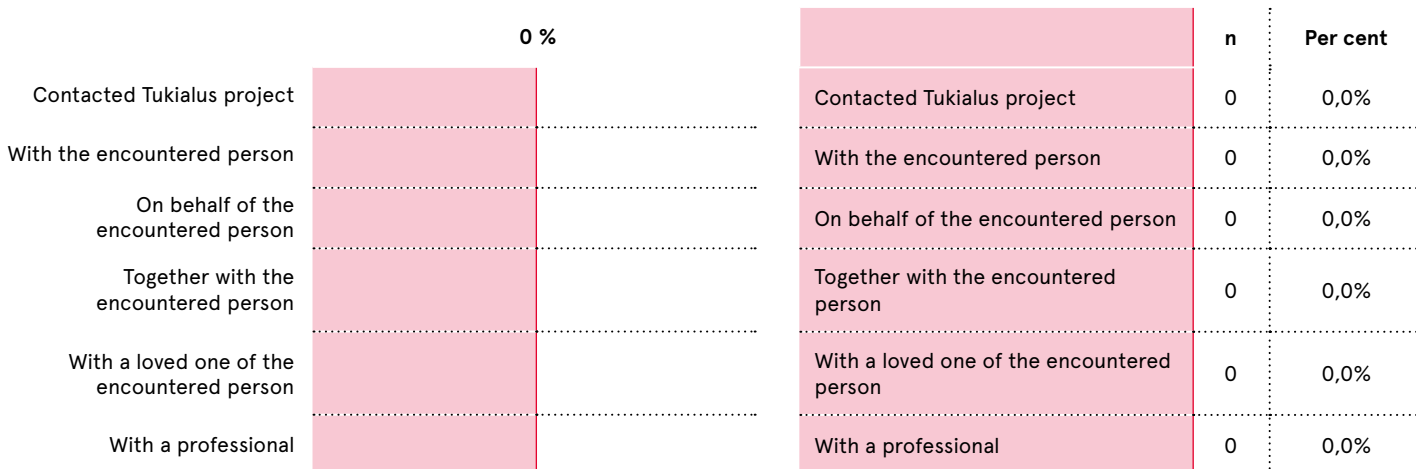 0 %
Contacted Tukialus project
With the encountered person
On behalf of the
encountered person
Together with the
encountered person
With a loved one of the
encountered person
With a professional
n Per cent
Contacted Tukialus project 0 0,0%
With the encountered person 0 0,0%
On behalf of the encountered person 0 0,0%
Together with the encountered
person 0 0,0%
With a loved one of the encountered
person 0 0,0%
With a professional 0 0,0%